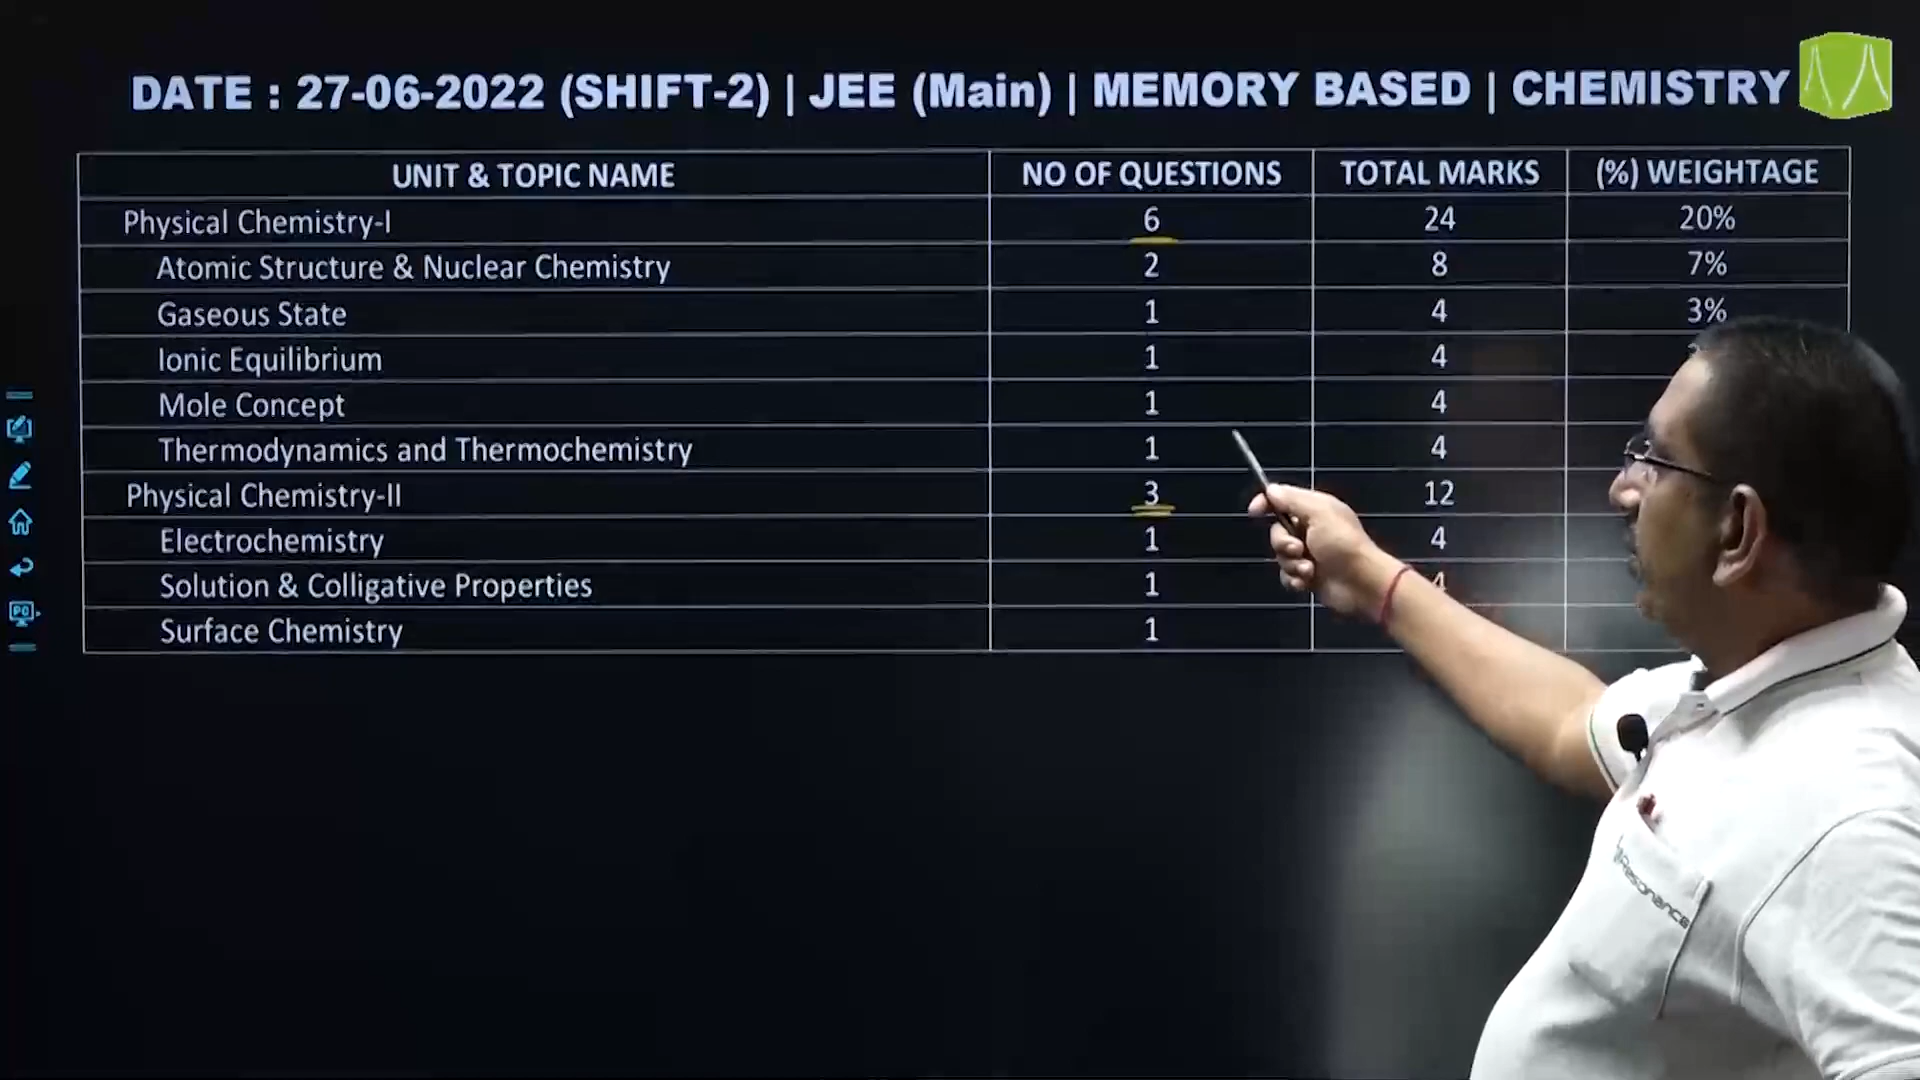 DATE : 27-06-2022 (SHIFT-2) | JEE (Main) | MEMORY BASED | CHEMISTRY
UNIT & TOPIC NAME NO OF QUESTIONS TOTAL MARKS (%) WEIGHTAGE
Physical Chemistry-I 6 24 20%
Atomic Structure & Nuclear Chemistry 2 8 7%
Gaseous State 1 4 3%
Ionic Equilibrium 1 4
Mole Concept 1 4
Thermodynamics and Thermochemistry 1 4
Physical Chemistry-II 3 12
Electrochemistry 1 4
Solution & Colligative Properties 1 4
Surface Chemistry 1
Resonance
PC